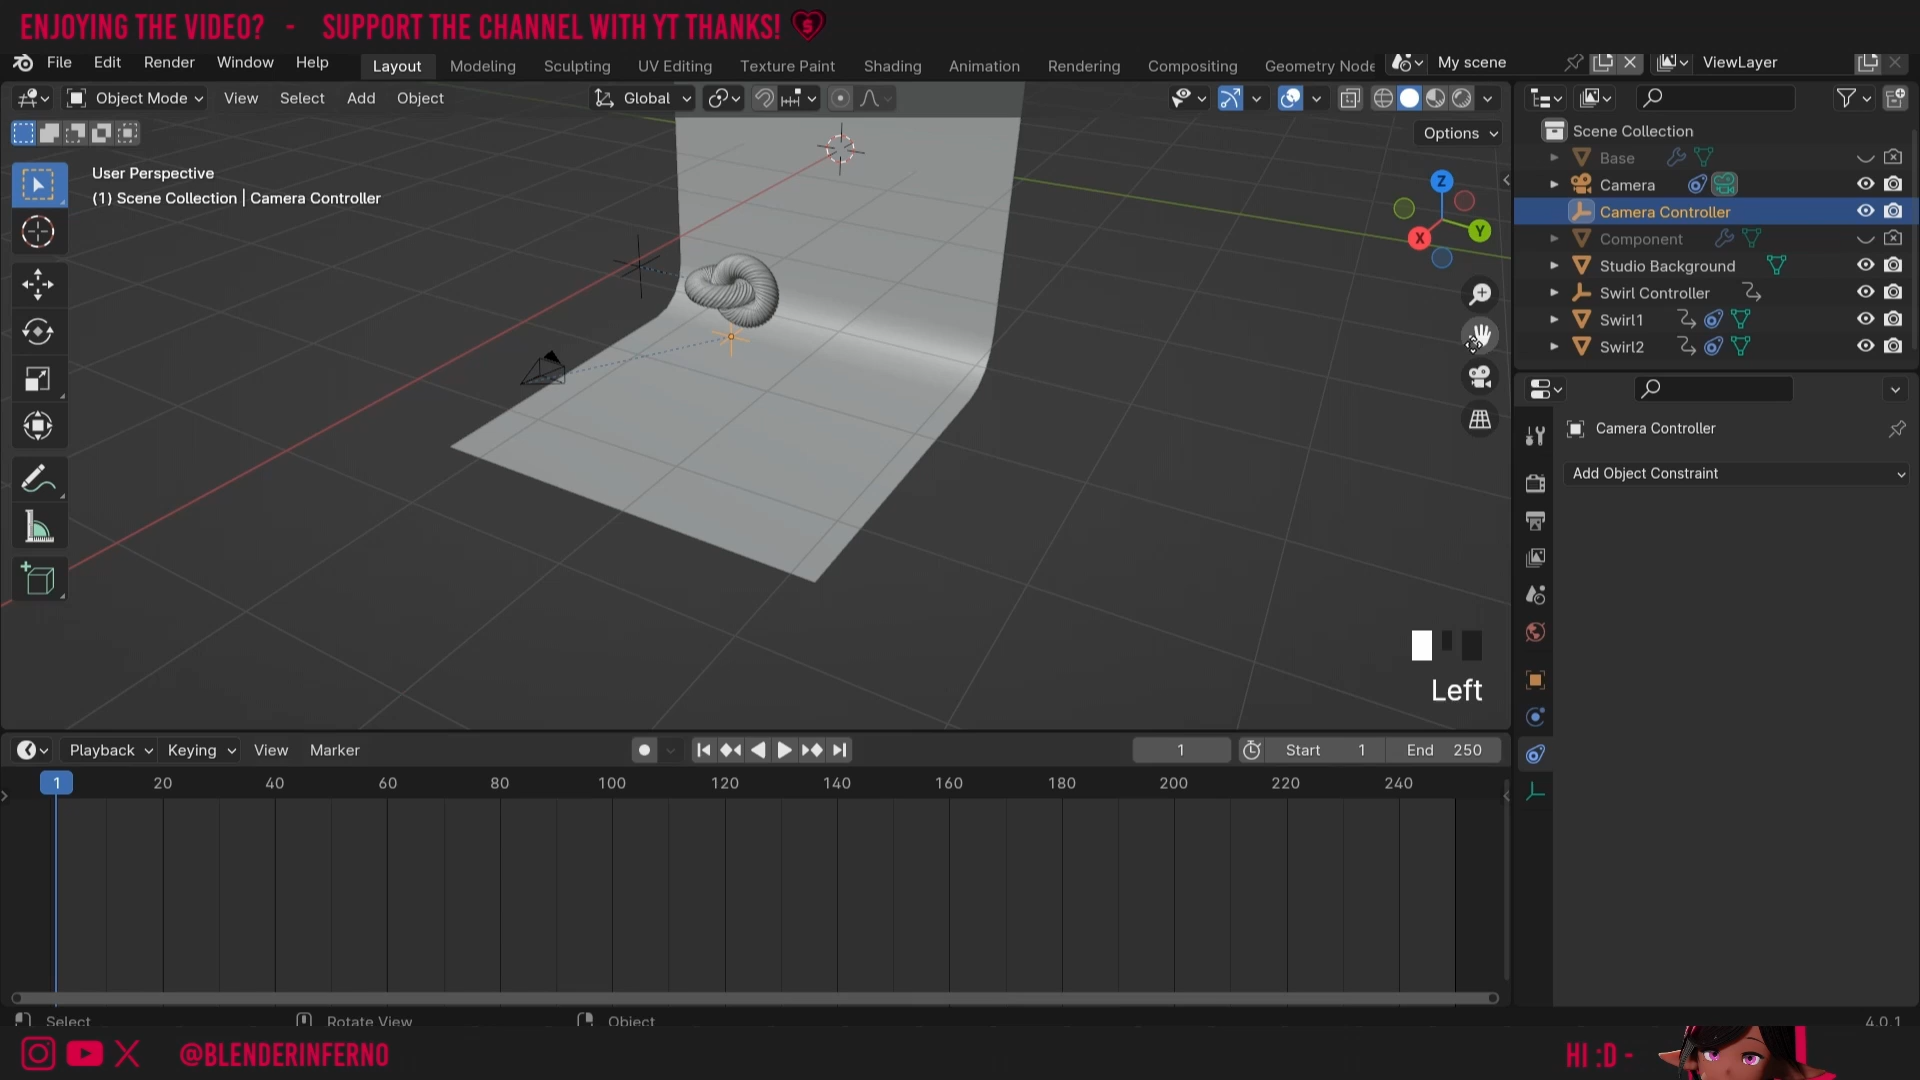 ENJOYING THE VIDEO? - SUPPORT THE CHANNEL WITH YT THANKS!
File Edit Render Window Help Layout Modeling Sculpting UV Editing Texture Paint Shading Animation Rendering Compositing Geometry Node My scene ViewLayer
Object Mode View Select Add Object Global
Options
User Perspective
(1) Scene Collection | Camera Controller
Z
Y
X
Left
Scene Collection
Base
Camera
Camera Controller
Component
Studio Background
Swirl Controller
Swirl1
Swirl2
Camera Controller
Add Object Constraint
Playback Keying View Marker 1 Start 1 End 250
1 20 40 60 80 100 120 140 160 180 200 220 240
Select Rotate View Object 4.0.1
@BLENDERINFERNO HI :D -